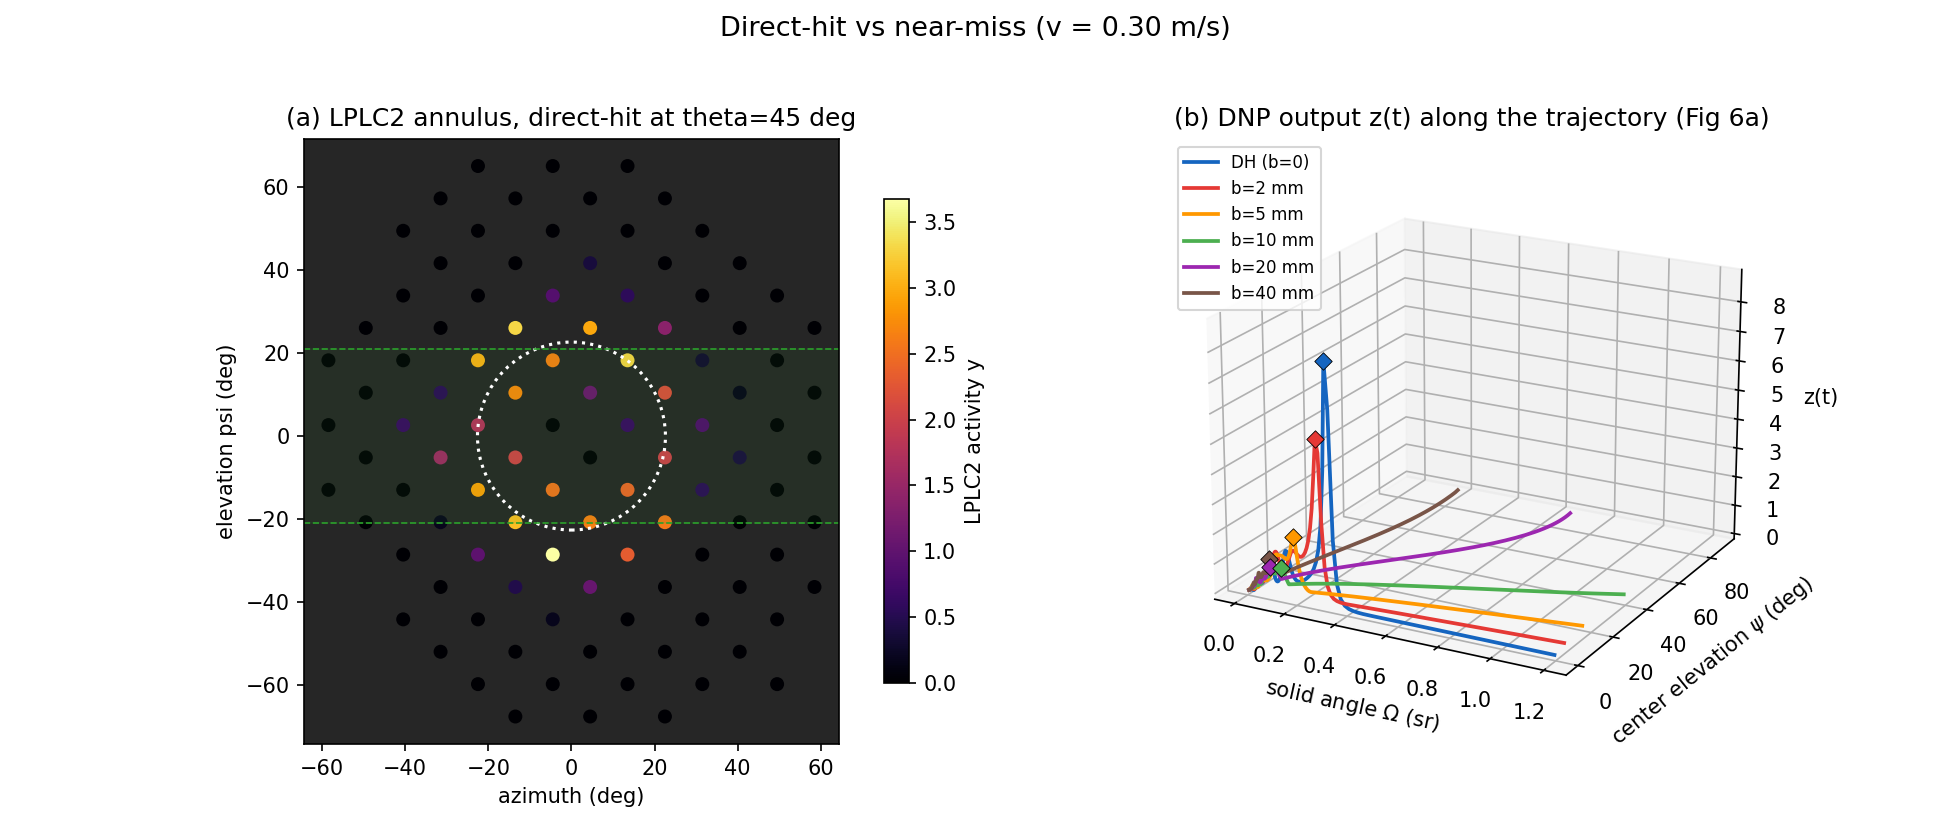 Direct-hit vs near-miss (v = 0.30 m/s)
(a) LPLC2 annulus, direct-hit at theta=45 deg
60
40
20
0
−20
−40
−60
elevation psi (deg)
−60
−40
−20
0
20
40
60
azimuth (deg)
3.5
3.0
2.5
2.0
1.5
1.0
0.5
0.0
LPLC2 activity y
(b) DNP output z(t) along the trajectory (Fig 6a)
DH (b=0)
b=2 mm
b=5 mm
b=10 mm
b=20 mm
b=40 mm
8
7
6
5
4
3
2
1
0
z(t)
0.0
0.2
0.4
0.6
0.8
1.0
1.2
solid angle Ω (sr)
0
20
40
60
80
center elevation ψ (deg)